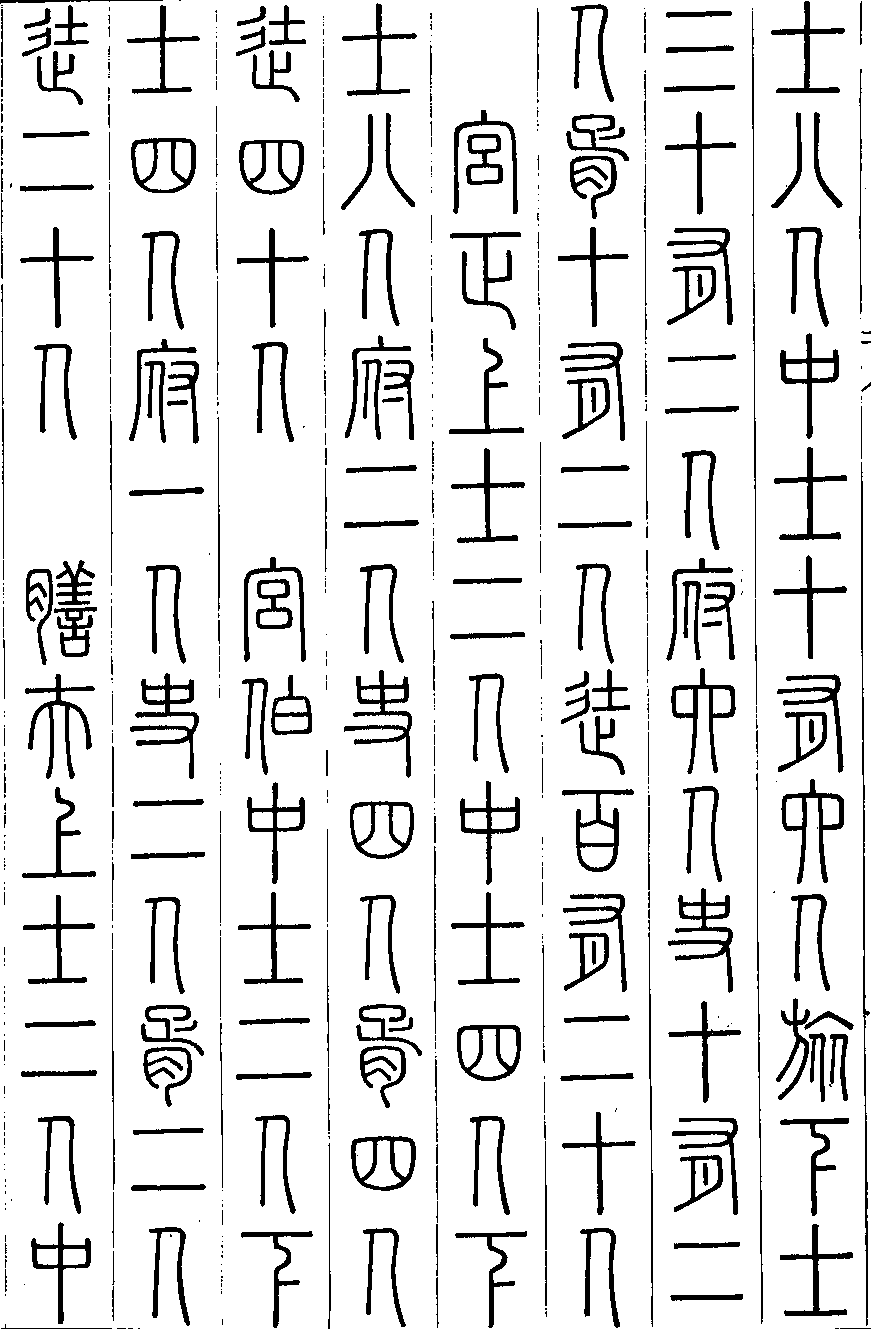 士八人中士十有六人旅下士
三十有二人府六人史十有二
人胥十有二人徒百有二十人
宮正上士二人中士四人下
士八人府二人史四人胥四人
徒四十人　宮伯中士二人下
士四人府一人史二人胥二人
徒二十人　膳夫上士二人中